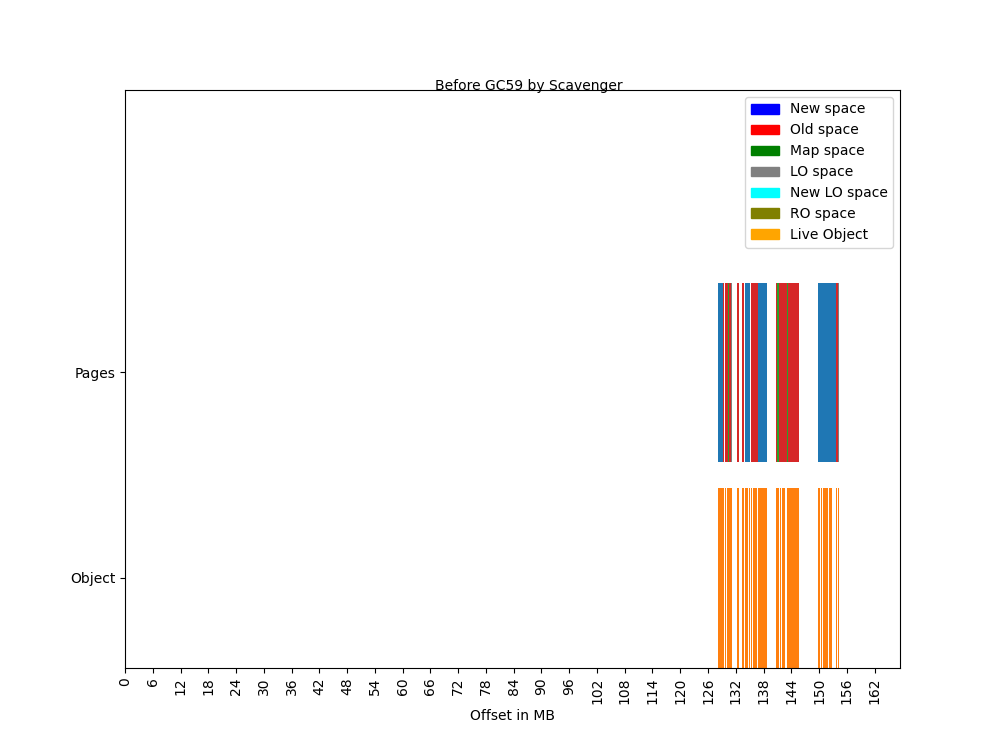 Before GC59 by Scavenger
New space
Old space
Map space
LO space
New LO space
RO space
Live Object
Pages
Object
0 6 12 18 24 30 36 42 48 54 60 66 72 78 84 90 96 102 108 114 120 126 132 138 144 150 156 162
Offset in MB